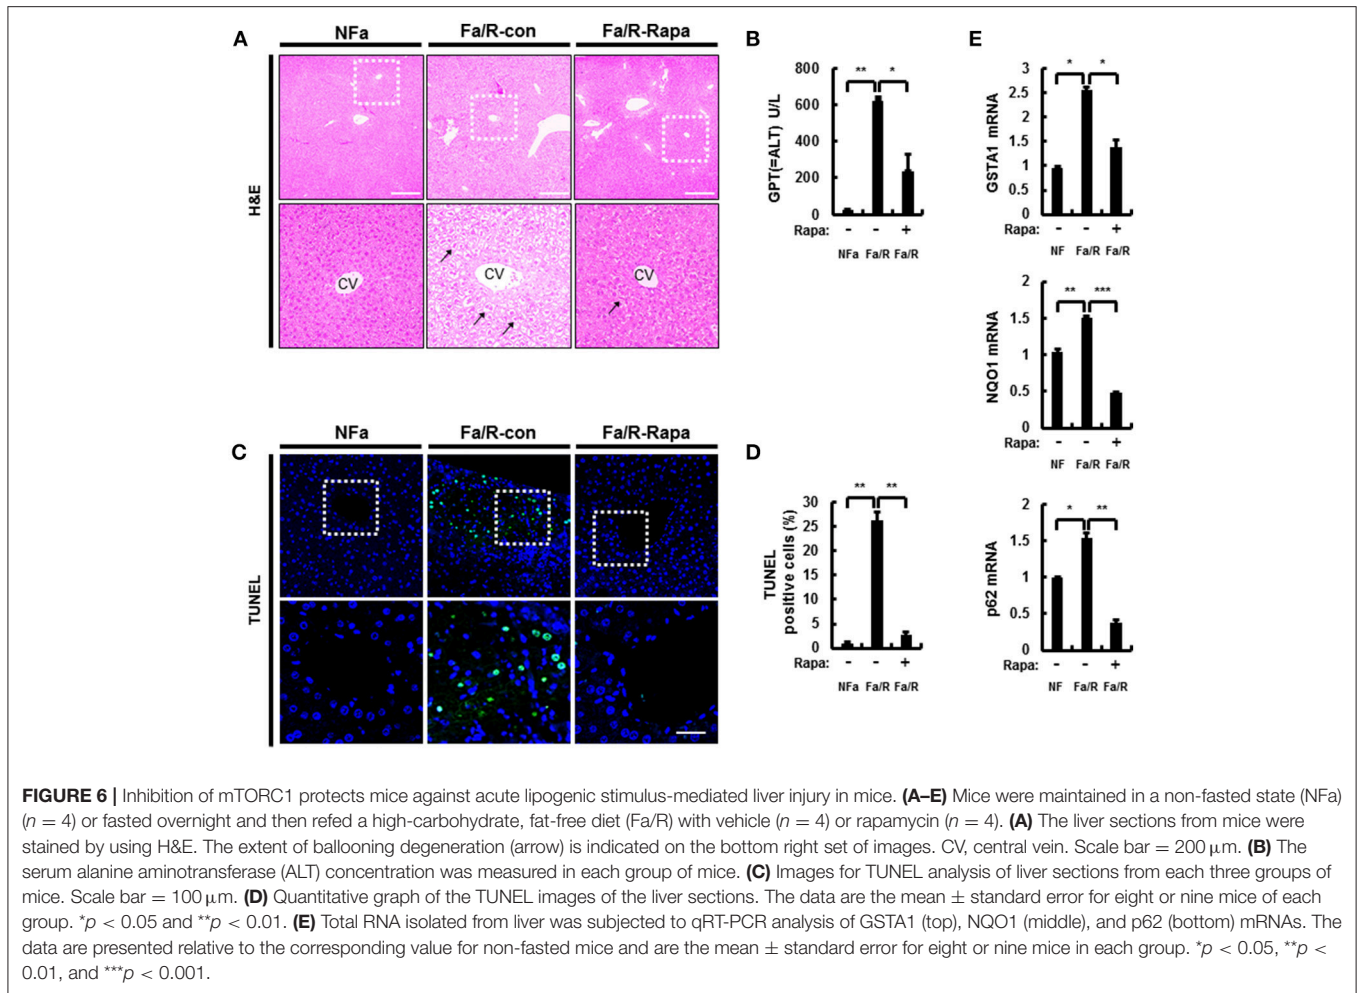 A
NFa
Fa/R-con
Fa/R-Rapa
H&E
CV
CV
CV
B
GPT(=ALT) U/L
800
600
400
200
0
**
*
Rapa: - - +
NFa Fa/R Fa/R
C
NFa
Fa/R-con
Fa/R-Rapa
TUNEL
D
TUNEL
positive cells (%)
30
25
20
15
10
5
0
**
**
Rapa: - - +
NFa Fa/R Fa/R
E
GSTA1 mRNA
3
2.5
2
1.5
1
0.5
0
*
*
Rapa: - - +
NF Fa/R Fa/R
NQO1 mRNA
2
1.5
1
0.5
0
**
***
Rapa: - - +
NF Fa/R Fa/R
p62 mRNA
2
1.5
1
0.5
0
*
**
Rapa: - - +
NF Fa/R Fa/R
FIGURE 6 | Inhibition of mTORC1 protects mice against acute lipogenic stimulus-mediated liver injury in mice. (A–E) Mice were maintained in a non-fasted state (NFa)
(n = 4) or fasted overnight and then refed a high-carbohydrate, fat-free diet (Fa/R) with vehicle (n = 4) or rapamycin (n = 4). (A) The liver sections from mice were
stained by using H&E. The extent of ballooning degeneration (arrow) is indicated on the bottom right set of images. CV, central vein. Scale bar = 200 μm. (B) The
serum alanine aminotransferase (ALT) concentration was measured in each group of mice. (C) Images for TUNEL analysis of liver sections from each three groups of
mice. Scale bar = 100 μm. (D) Quantitative graph of the TUNEL images of the liver sections. The data are the mean ± standard error for eight or nine mice of each
group. *p < 0.05 and **p < 0.01. (E) Total RNA isolated from liver was subjected to qRT-PCR analysis of GSTA1 (top), NQO1 (middle), and p62 (bottom) mRNAs. The
data are presented relative to the corresponding value for non-fasted mice and are the mean ± standard error for eight or nine mice in each group. *p < 0.05, **p <
0.01, and ***p < 0.001.